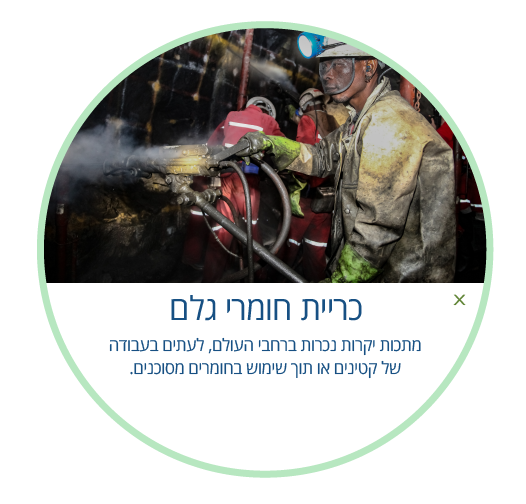 כריית חומרי גלם
מתכות יקרות נכרות ברחבי העולם, לעתים בעבודה
של קטינים או תוך שימוש בחומרים מסוכנים.